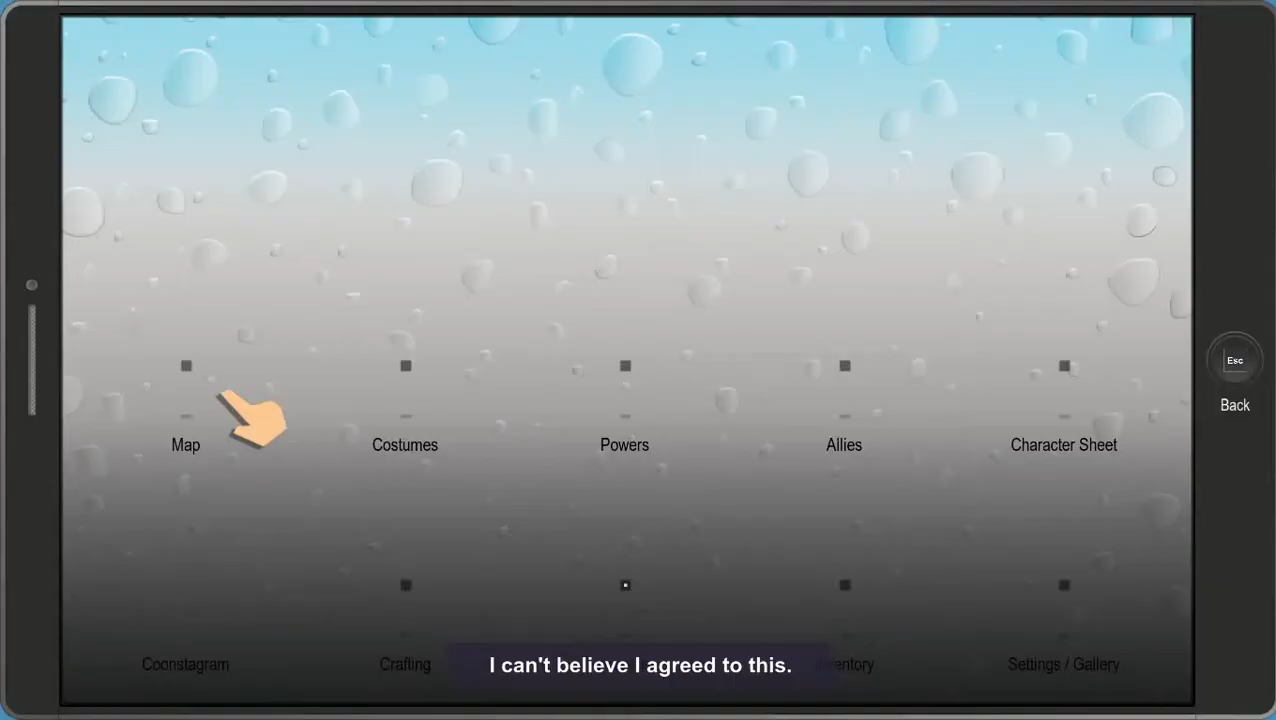 Esc
Back
Map
Costumes
Powers
Allies
Character Sheet
Coonstagram
Crafting
Settings / Gallery
I can't believe I agreed to this.